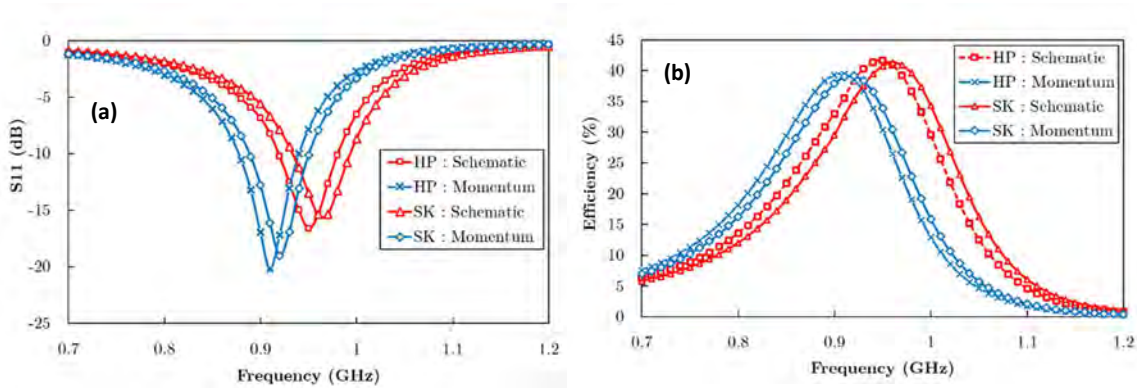 (a)
S11 (dB)
0
-5
-10
-15
-20
-25
0.7
0.8
0.9
1
1.1
1.2
Frequency (GHz)
HP : Schematic
HP : Momentum
SK : Schematic
SK : Momentum
(b)
Efficiency (%)
45
40
35
30
25
20
15
10
5
0
0.7
0.8
0.9
1
1.1
1.2
Frequency (GHz)
HP : Schematic
HP : Momentum
SK : Schematic
SK : Momentum